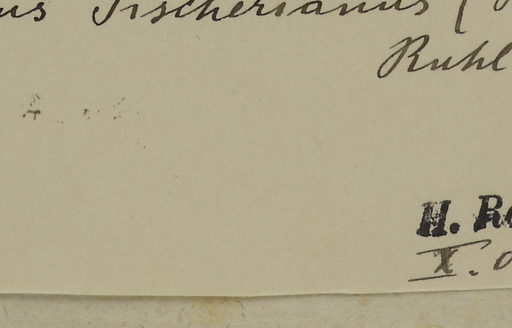 us Fischerianus (
Ruhl
H. R
X.